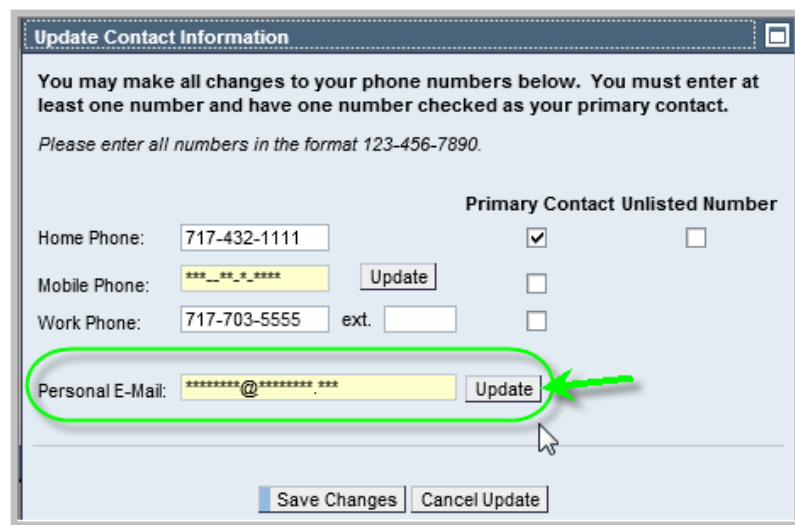 Update Contact Information
You may make all changes to your phone numbers below. You must enter at
least one number and have one number checked as your primary contact.
Please enter all numbers in the format 123-456-7890.
Primary Contact Unlisted Number
Home Phone: 717-432-1111
Mobile Phone: ***__**_*_**** Update
Work Phone: 717-703-5555 ext.
Personal E-Mail: ********@********.*** Update
Save Changes Cancel Update